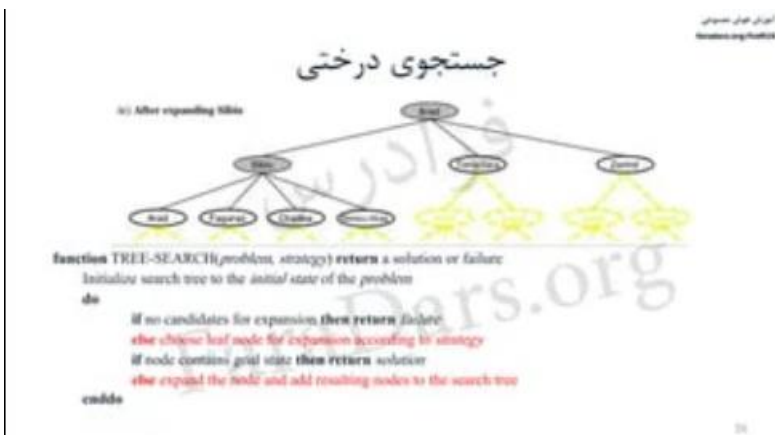 جستجوی درختی
(c) After expanding Sibiu
Arad
Sibiu
Timisoara
Zerind
Arad
Fagaras
Oradea
function TREE-SEARCH(problem, strategy) return a solution or failure
Initialize search tree to the initial state of the problem
do
if no candidates for expansion then return failure
else choose leaf node for expansion according to strategy
if node contains goal state then return solution
else expand the node and add resulting nodes to the search tree
enddo
فرادرس
FaraDars.org